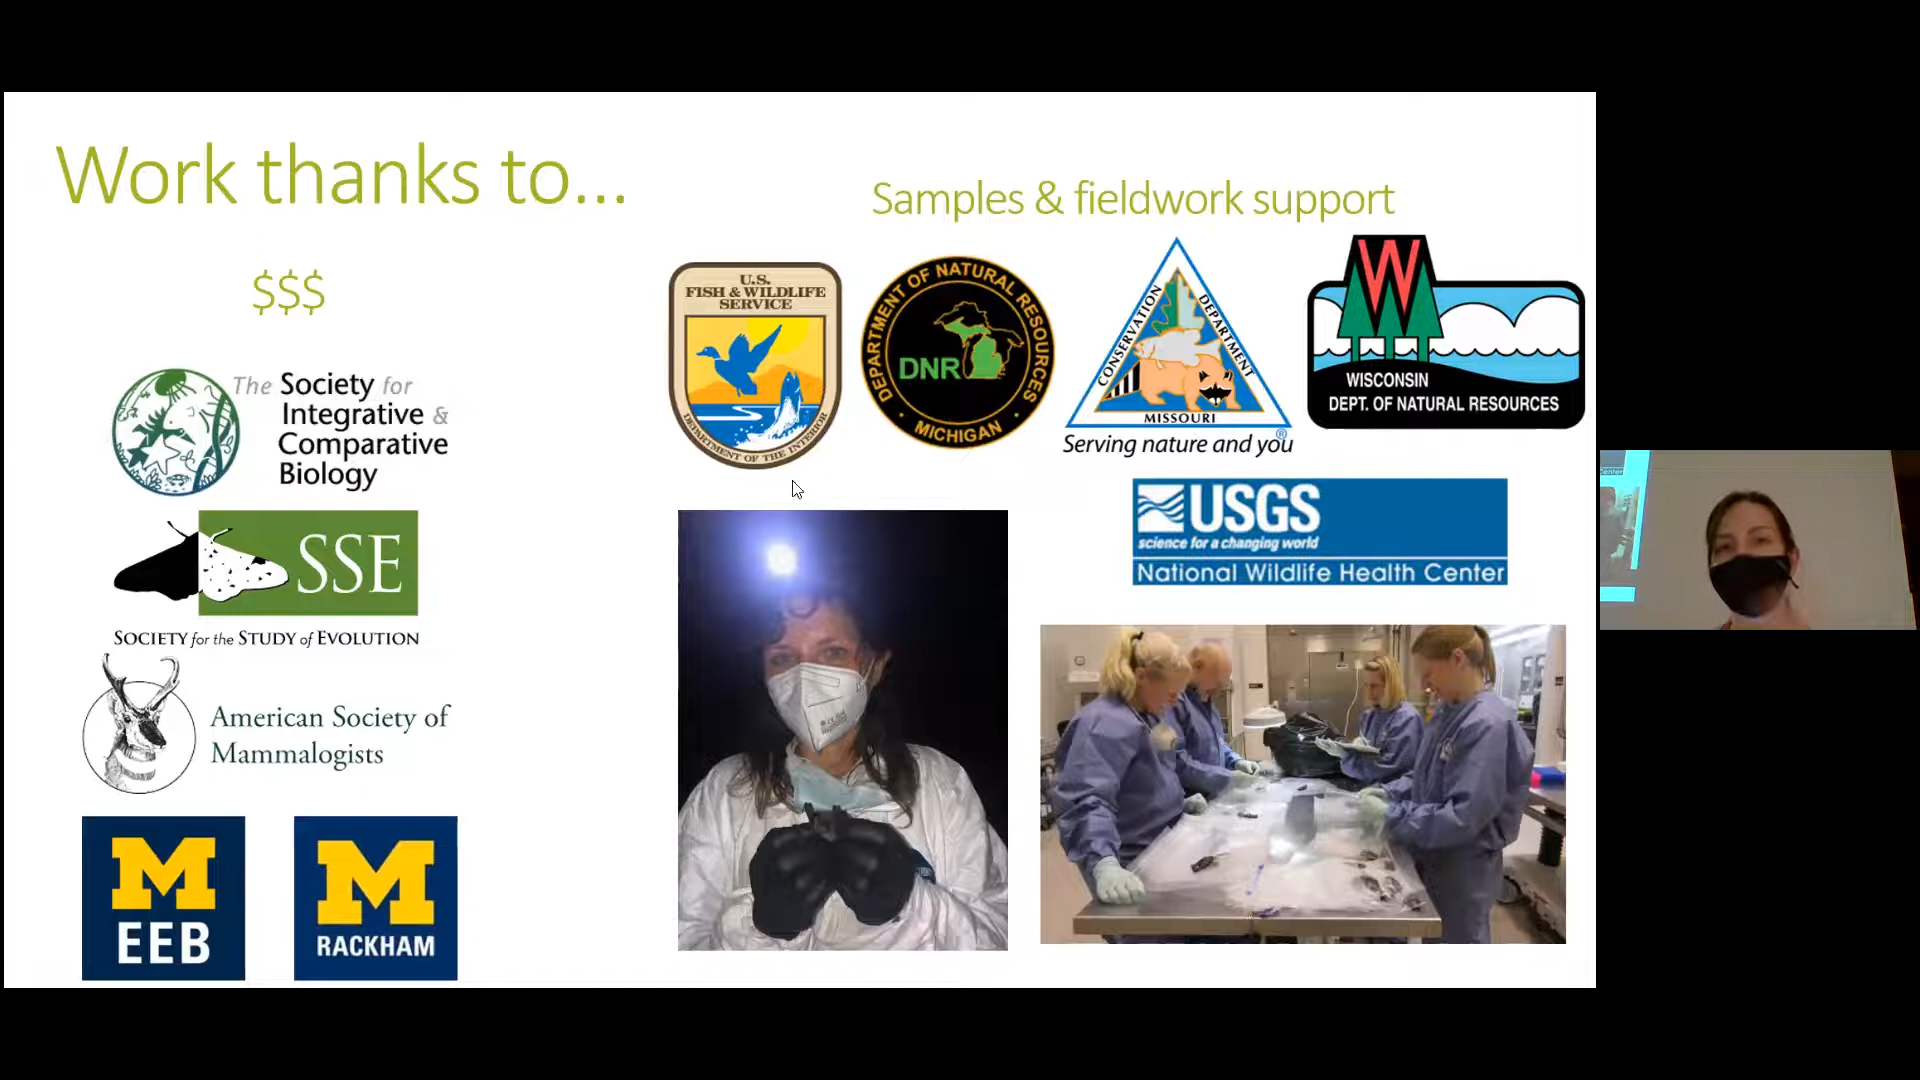 Work thanks to...
$$$
The Society for
Integrative &
Comparative
Biology
SSE
SOCIETY for the STUDY of EVOLUTION
American Society of
Mammalogists
M
EEB
M
RACKHAM
Samples & fieldwork support
U.S.
FISH & WILDLIFE
SERVICE
DEPARTMENT OF THE INTERIOR
DEPARTMENT OF NATURAL RESOURCES
DNR
MICHIGAN
CONSERVATION
DEPARTMENT
MISSOURI
®
Serving nature and you
W
WISCONSIN
DEPT. OF NATURAL RESOURCES
USGS
science for a changing world
National Wildlife Health Center